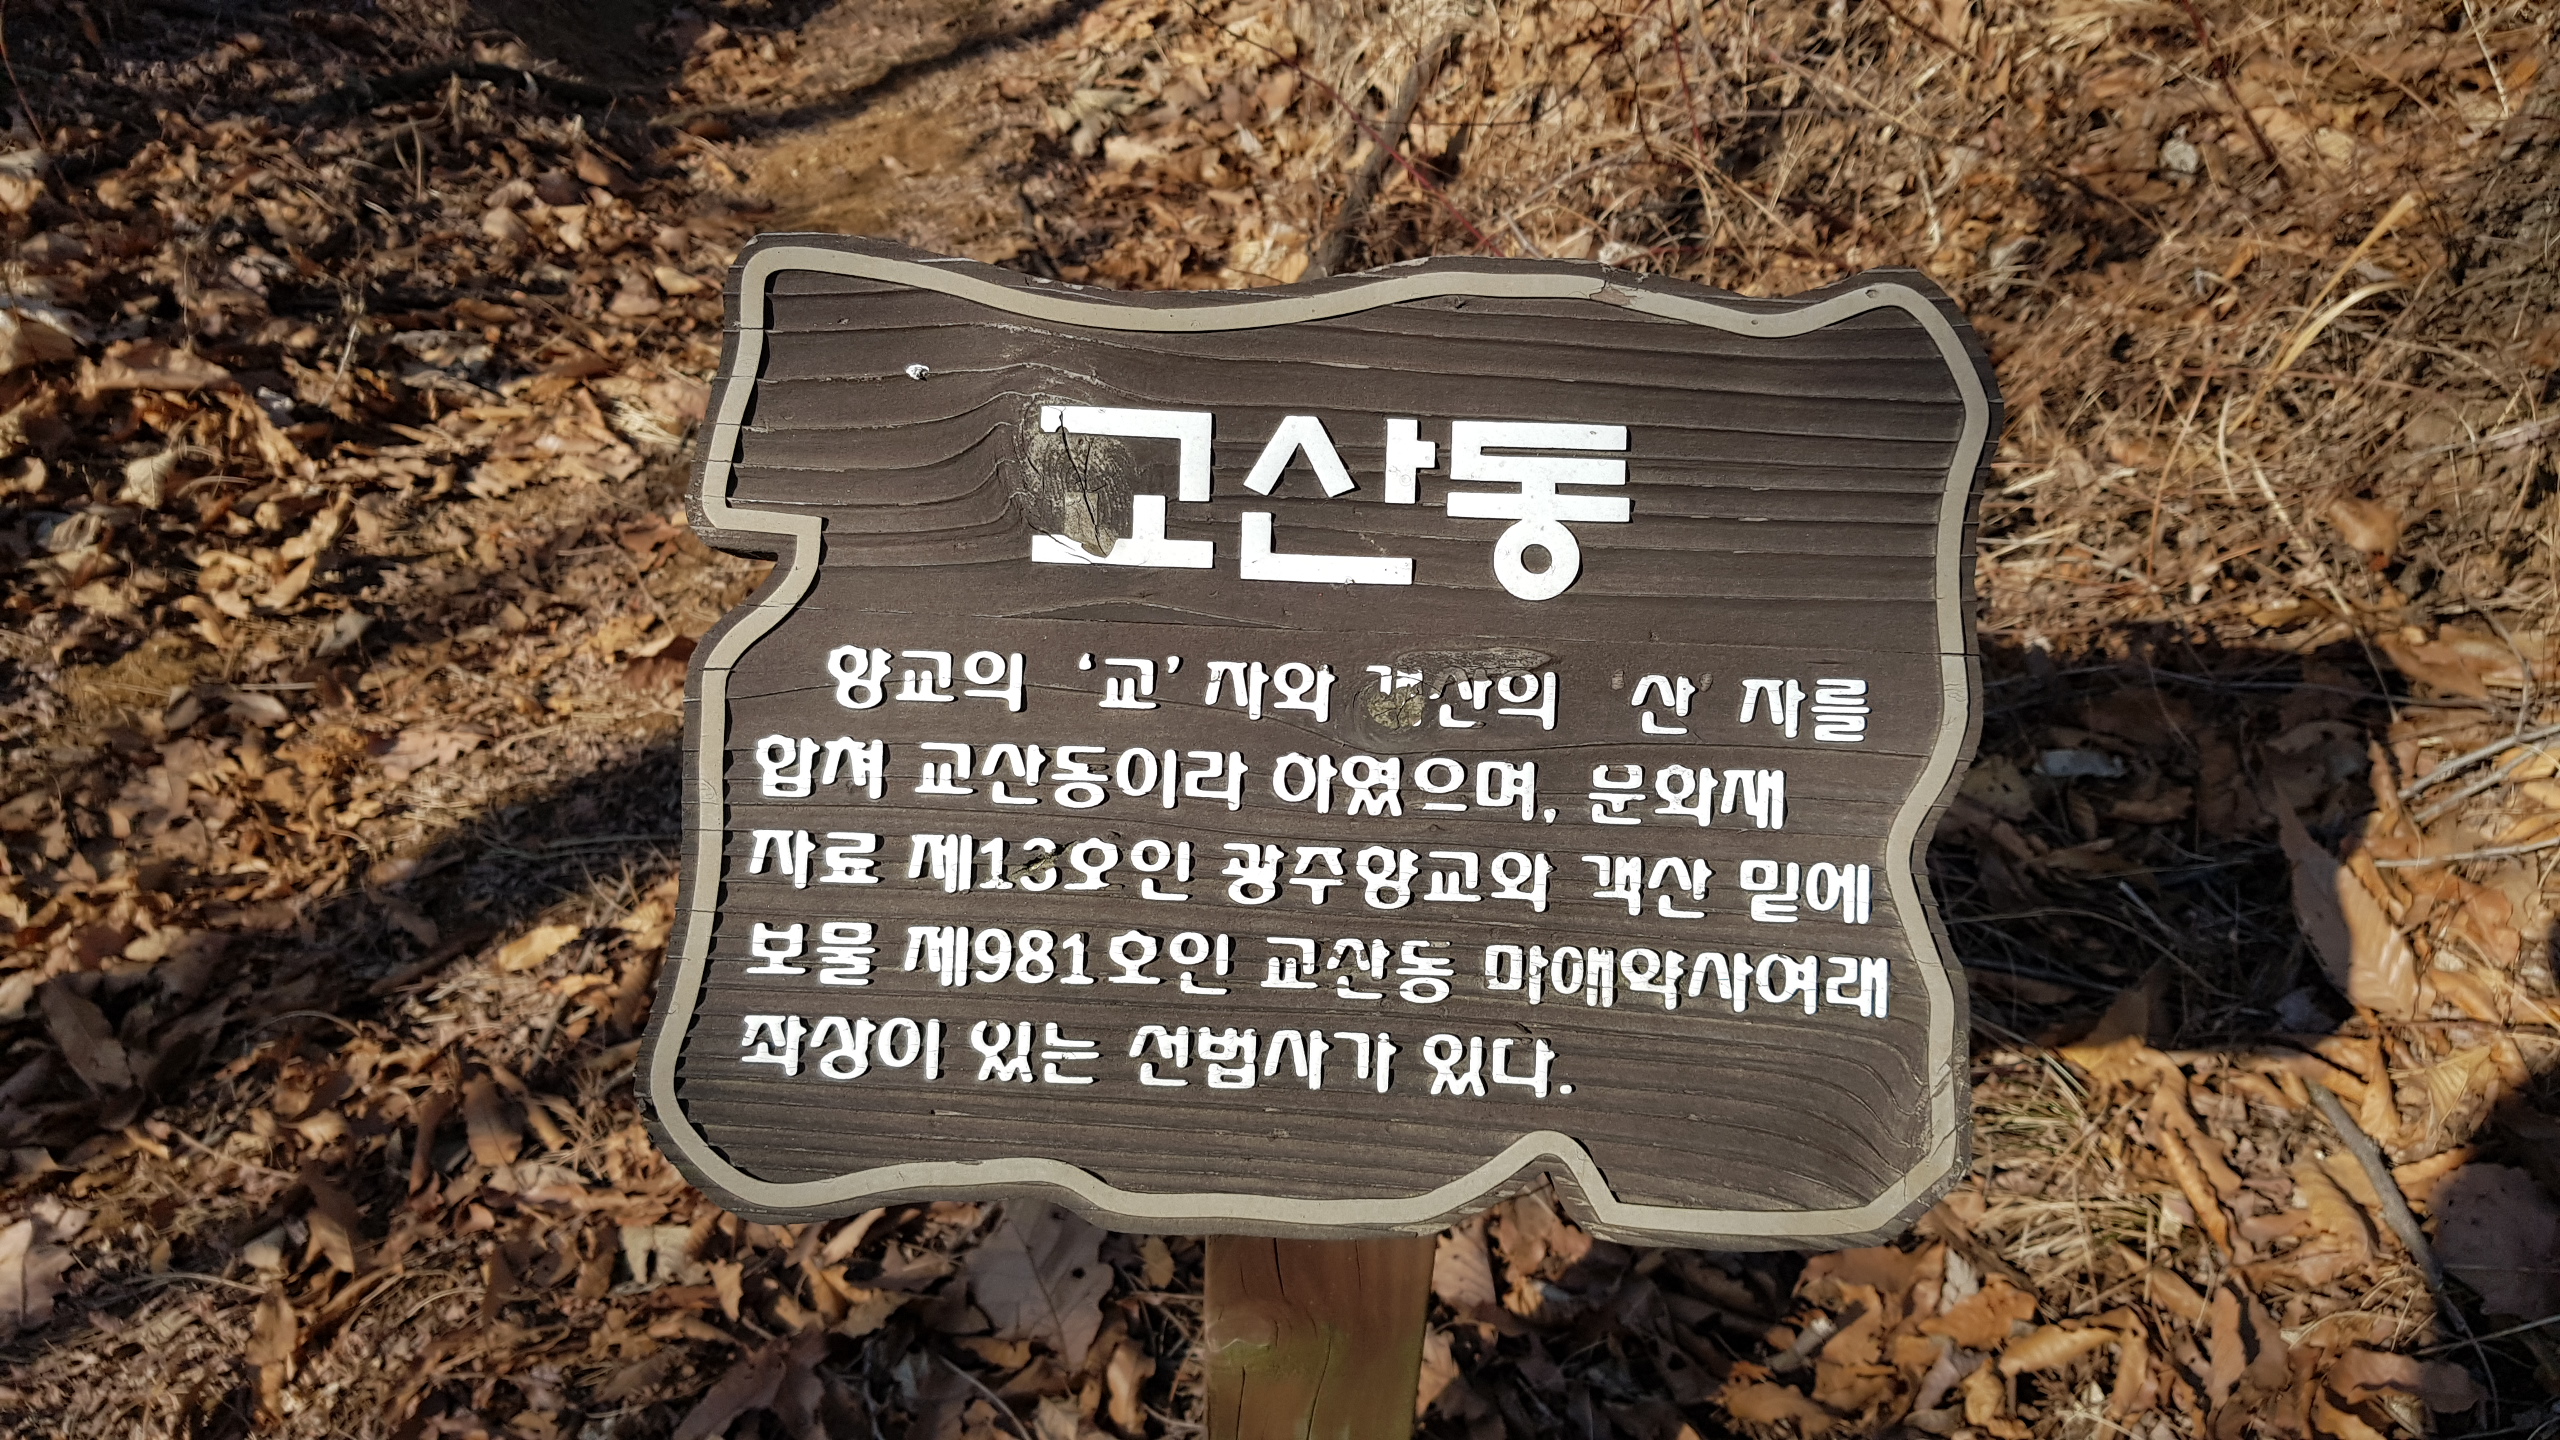 교산동
향교의 '교' 자와 객산의 '산' 자를
합쳐 교산동이라 하였으며, 문화재
자료 제13호인 광주향교와 객산 밑에
보물 제981호인 교산동 마애약사여래
좌상이 있는 선법사가 있다.